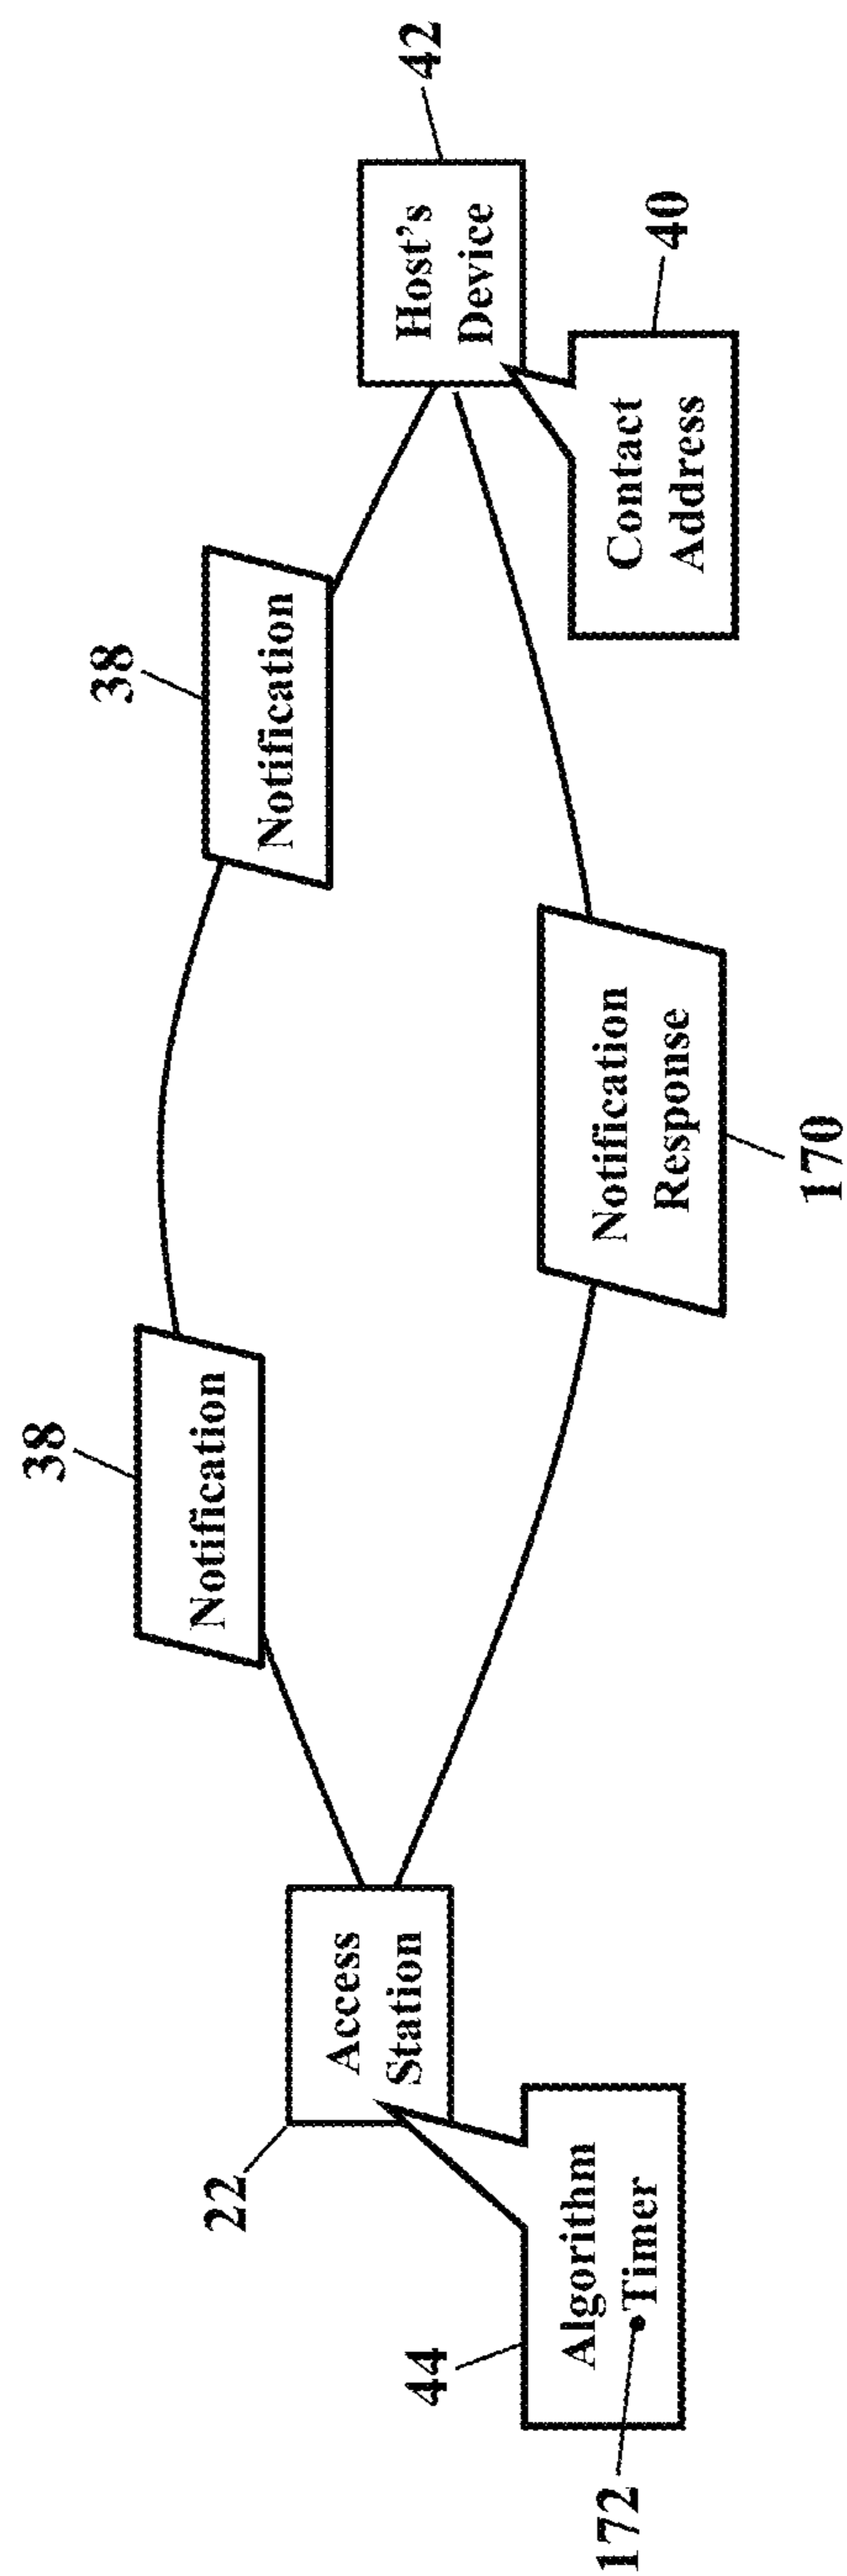 38
Notification
38
Notification
42
Host's
Device
22
Access
Station
Contact
Address
40
44
Algorithm
Timer
172
Notification
Response
170